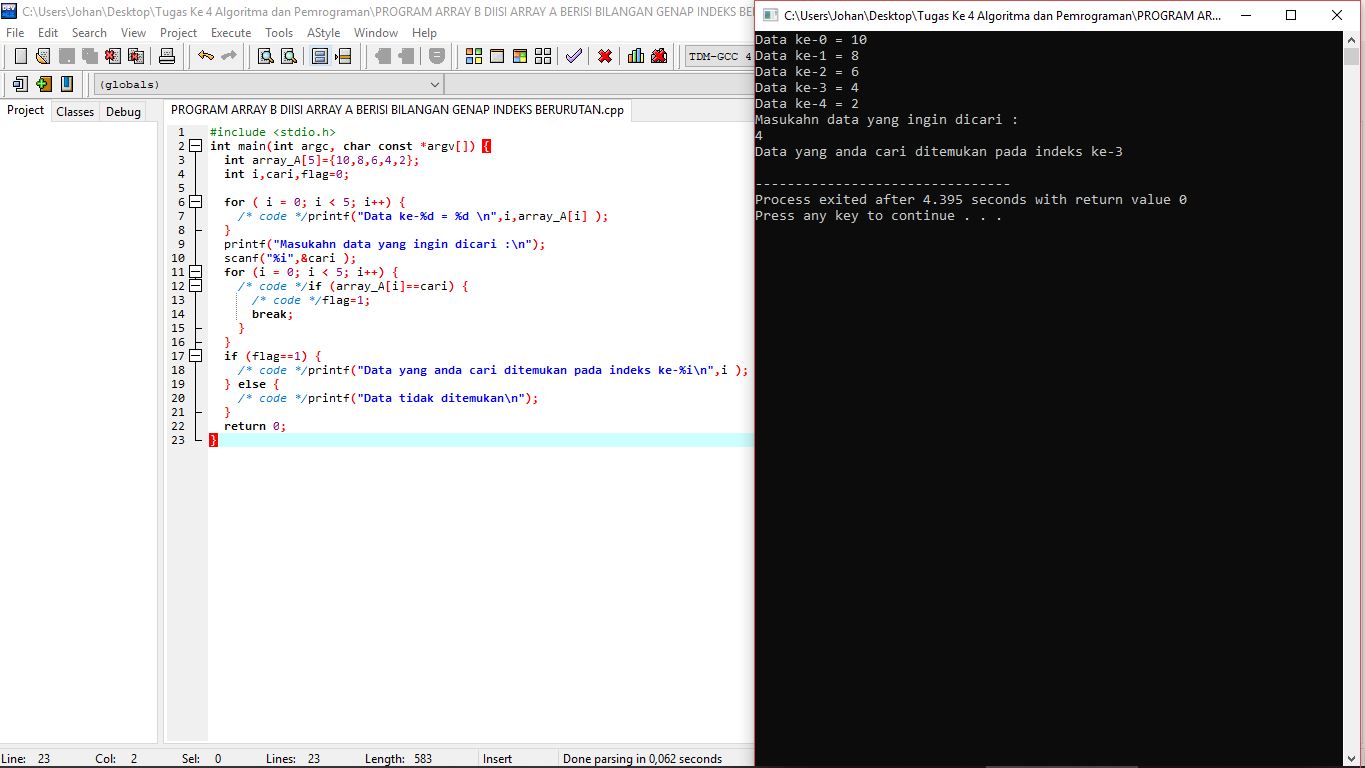 C:\Users\Johan\Desktop\Tugas Ke 4 Algoritma dan Pemrograman\PROGRAM ARRAY B DIISI ARRAY A BERISI BILANGAN GENAP INDEKS BE
File Edit Search View Project Execute Tools AStyle Window Help
TDM-GCC 4
(globals)
Project Classes Debug
PROGRAM ARRAY B DIISI ARRAY A BERISI BILANGAN GENAP INDEKS BERURUTAN.cpp
1 #include <stdio.h>
2 int main(int argc, char const *argv[]) {
3 int array_A[5]={10,8,6,4,2};
4 int i,cari,flag=0;
5
6 for ( i = 0; i < 5; i++) {
7 /* code */printf("Data ke-%d = %d \n",i,array_A[i] );
8 }
9 printf("Masukahn data yang ingin dicari :\n");
10 scanf("%i",&cari );
11 for (i = 0; i < 5; i++) {
12 /* code */if (array_A[i]==cari) {
13 /* code */flag=1;
14 break;
15 }
16 }
17 if (flag==1) {
18 /* code */printf("Data yang anda cari ditemukan pada indeks ke-%i\n",i );
19 } else {
20 /* code */printf("Data tidak ditemukan\n");
21 }
22 return 0;
23 }
Line: 23 Col: 2 Sel: 0 Lines: 23 Length: 583 Insert Done parsing in 0,062 seconds
C:\Users\Johan\Desktop\Tugas Ke 4 Algoritma dan Pemrograman\PROGRAM AR...
Data ke-0 = 10
Data ke-1 = 8
Data ke-2 = 6
Data ke-3 = 4
Data ke-4 = 2
Masukahn data yang ingin dicari :
4
Data yang anda cari ditemukan pada indeks ke-3
--------------------------------
Process exited after 4.395 seconds with return value 0
Press any key to continue . . .